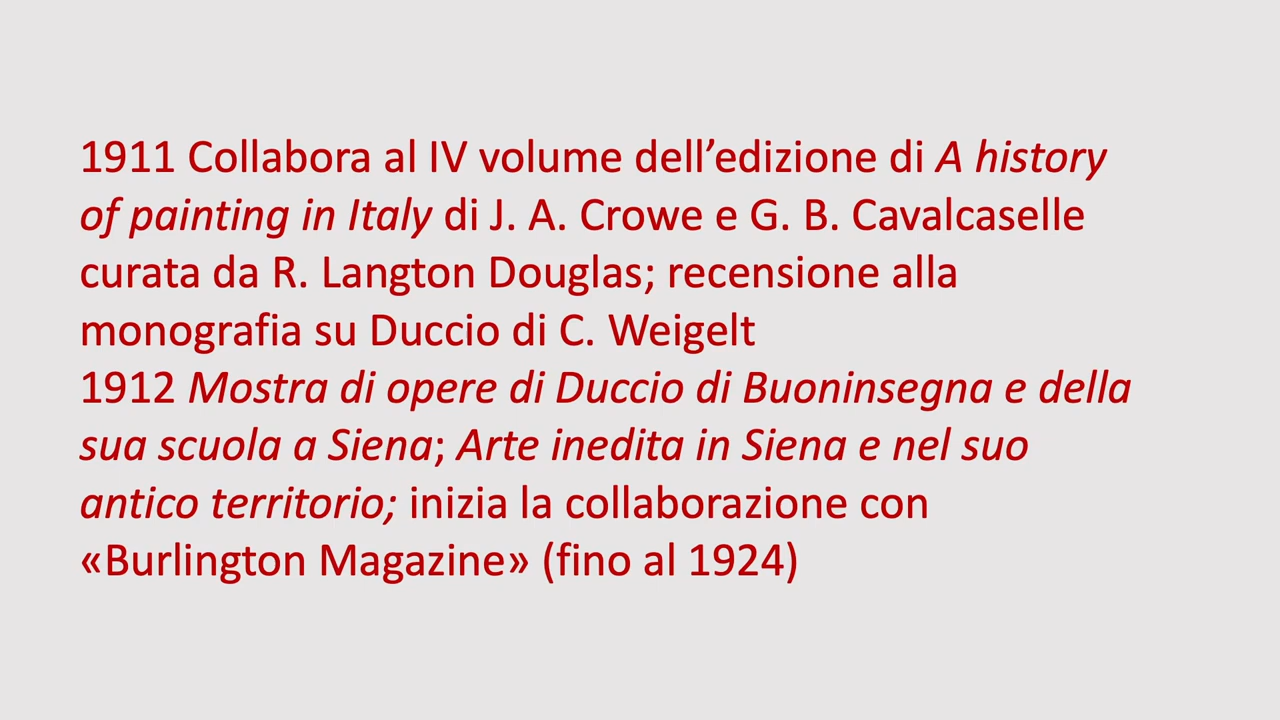 1911 Collabora al IV volume dell’edizione di A history
of painting in Italy di J. A. Crowe e G. B. Cavalcaselle
curata da R. Langton Douglas; recensione alla
monografia su Duccio di C. Weigelt
1912 Mostra di opere di Duccio di Buoninsegna e della
sua scuola a Siena; Arte inedita in Siena e nel suo
antico territorio; inizia la collaborazione con
«Burlington Magazine» (fino al 1924)